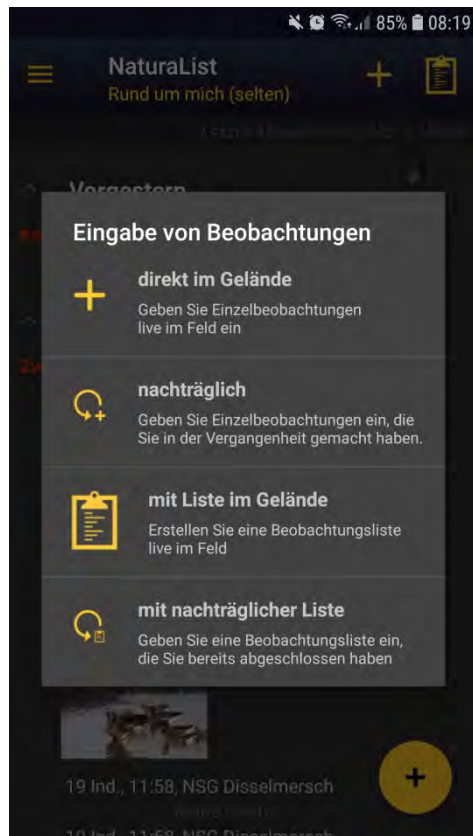 85% 08:19
NaturaList
Rund um mich (selten)
Vorgestern
Eingabe von Beobachtungen
direkt im Gelände
Geben Sie Einzelbeobachtungen
live im Feld ein
nachträglich
Geben Sie Einzelbeobachtungen ein, die
Sie in der Vergangenheit gemacht haben.
mit Liste im Gelände
Erstellen Sie eine Beobachtungsliste
live im Feld
mit nachträglicher Liste
Geben Sie eine Beobachtungsliste ein,
die Sie bereits abgeschlossen haben
19 Ind., 11:58, NSG Disselmersch
19 Ind., 11:58, NSG Disselmersch